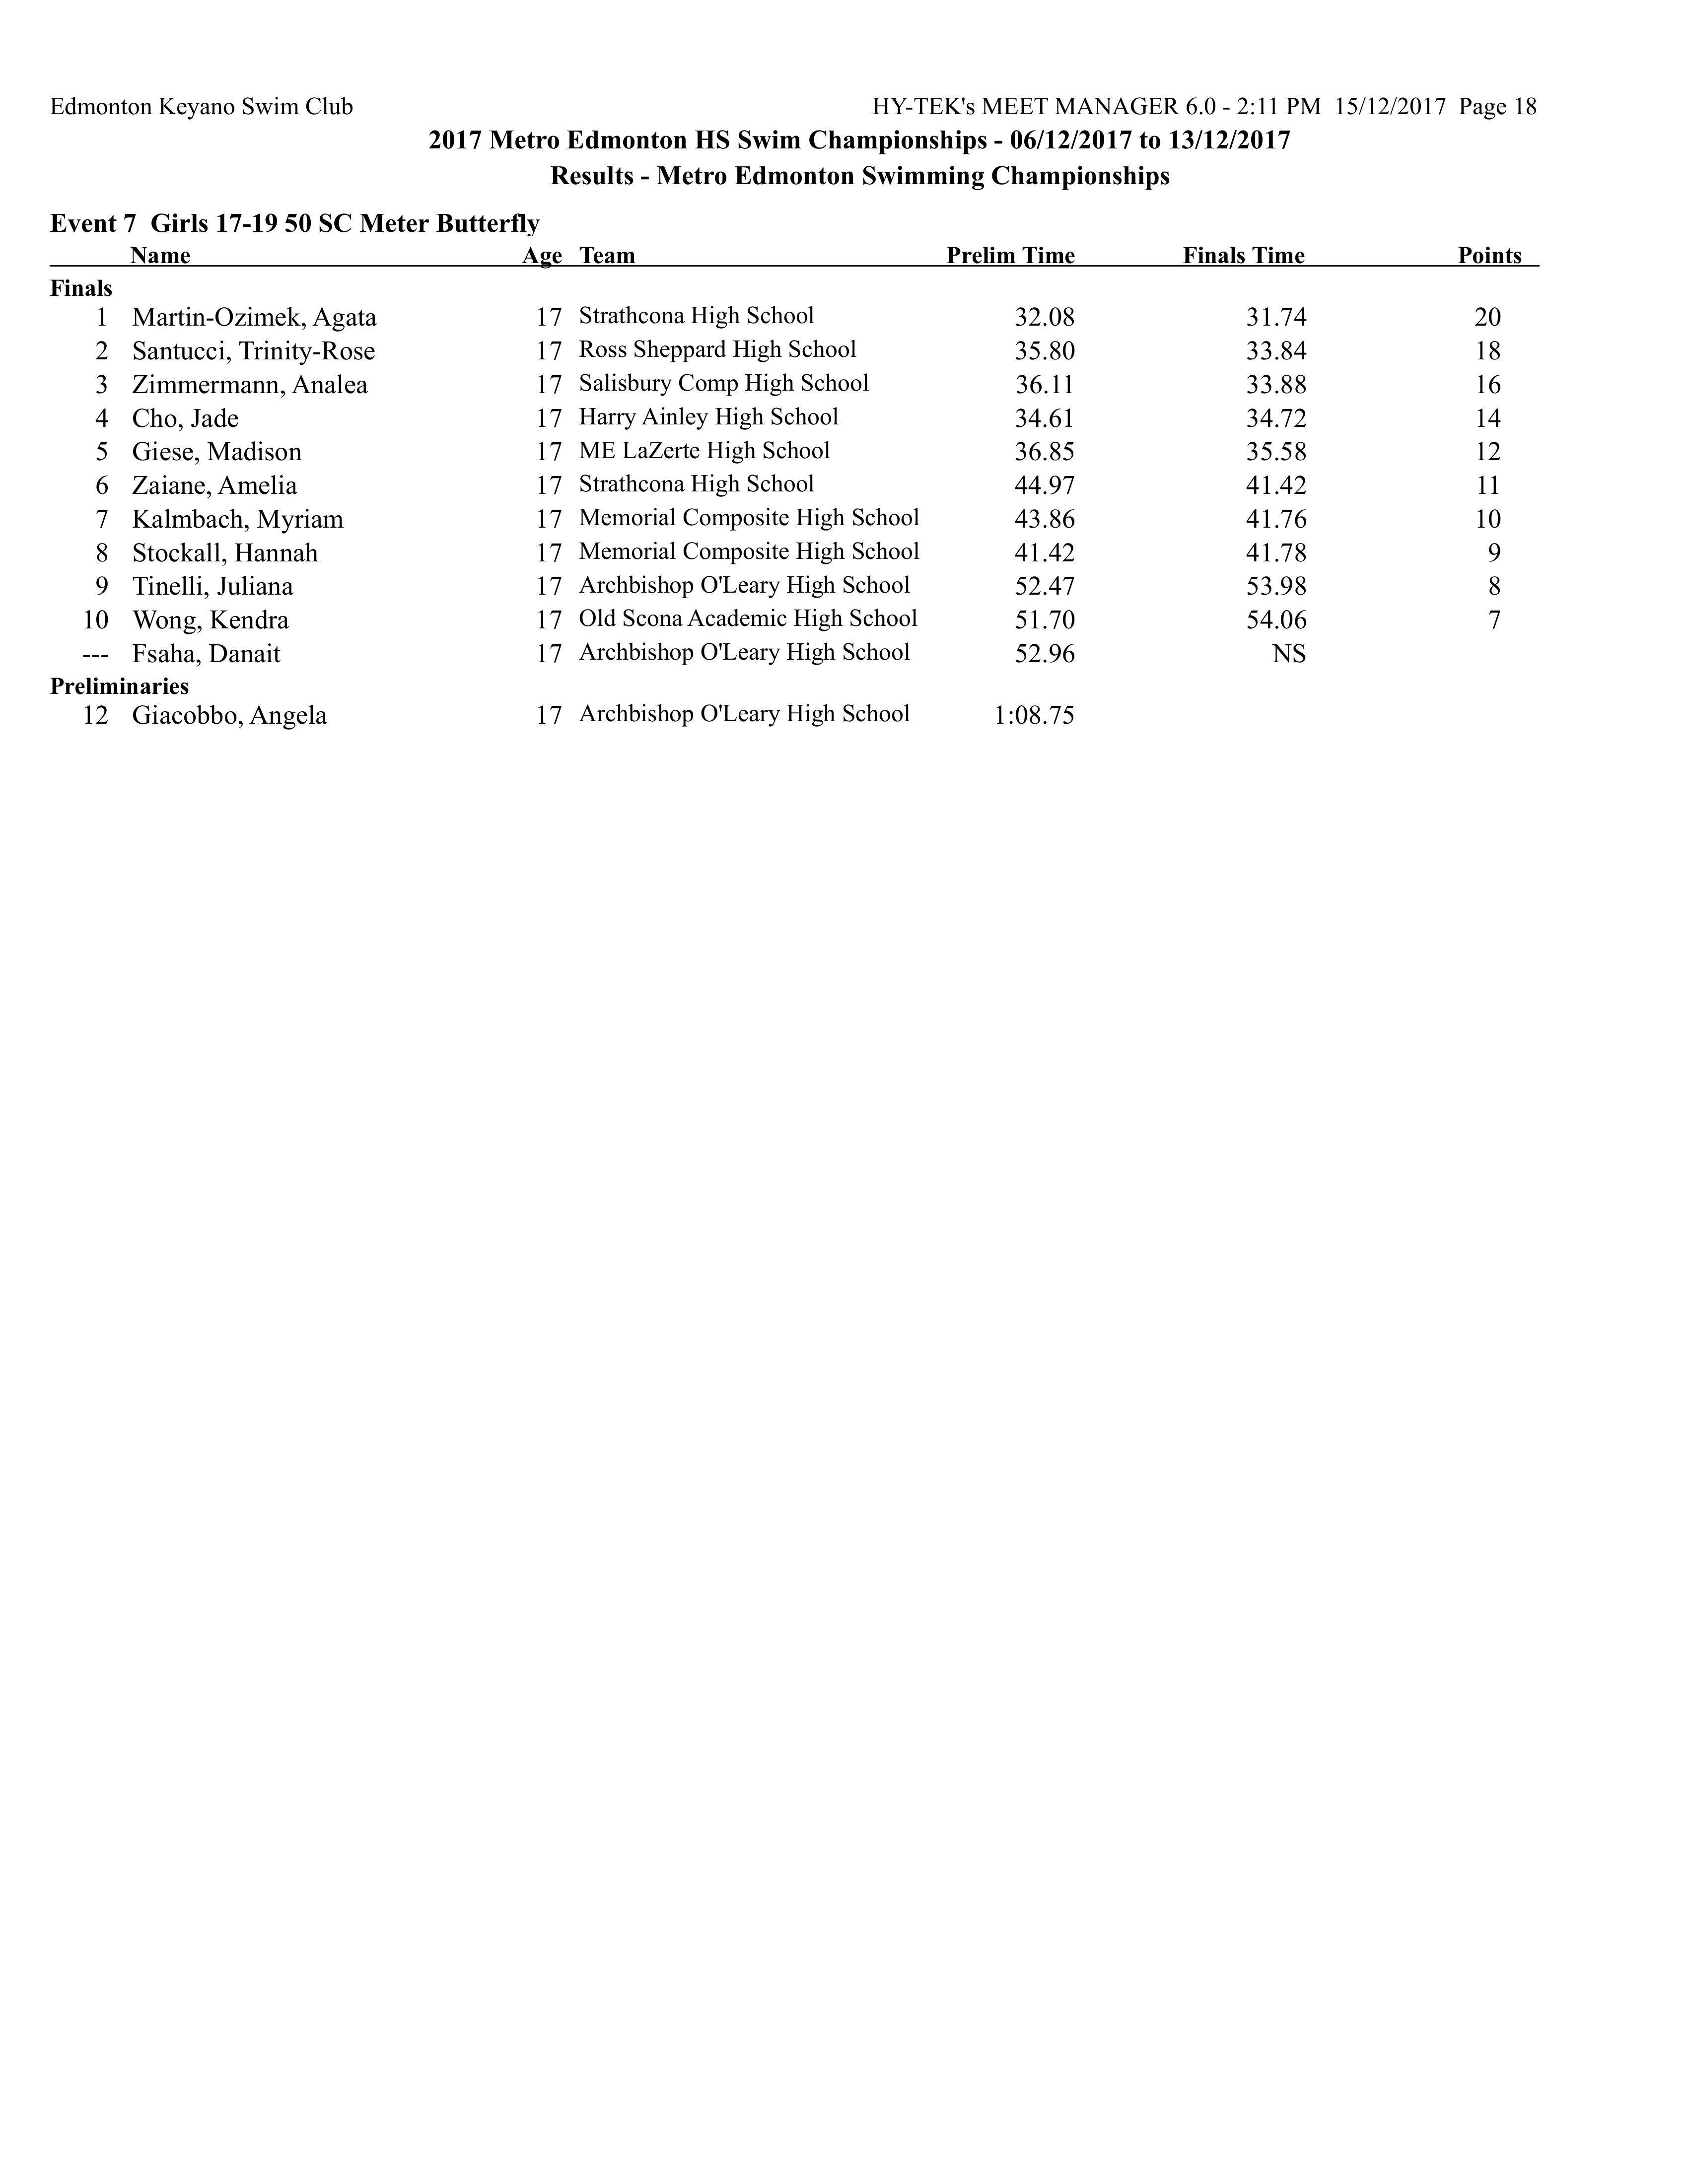 Edmonton Keyano Swim Club HY-TEK's MEET MANAGER 6.0 - 2:11 PM 15/12/2017 Page 18
2017 Metro Edmonton HS Swim Championships - 06/12/2017 to 13/12/2017
Results - Metro Edmonton Swimming Championships
Event 7 Girls 17-19 50 SC Meter Butterfly
Name Age Team Prelim Time Finals Time Points
Finals
1 Martin-Ozimek, Agata 17 Strathcona High School 32.08 31.74 20
2 Santucci, Trinity-Rose 17 Ross Sheppard High School 35.80 33.84 18
3 Zimmermann, Analea 17 Salisbury Comp High School 36.11 33.88 16
4 Cho, Jade 17 Harry Ainley High School 34.61 34.72 14
5 Giese, Madison 17 ME LaZerte High School 36.85 35.58 12
6 Zaiane, Amelia 17 Strathcona High School 44.97 41.42 11
7 Kalmbach, Myriam 17 Memorial Composite High School 43.86 41.76 10
8 Stockall, Hannah 17 Memorial Composite High School 41.42 41.78 9
9 Tinelli, Juliana 17 Archbishop O'Leary High School 52.47 53.98 8
10 Wong, Kendra 17 Old Scona Academic High School 51.70 54.06 7
--- Fsaha, Danait 17 Archbishop O'Leary High School 52.96 NS
Preliminaries
12 Giacobbo, Angela 17 Archbishop O'Leary High School 1:08.75